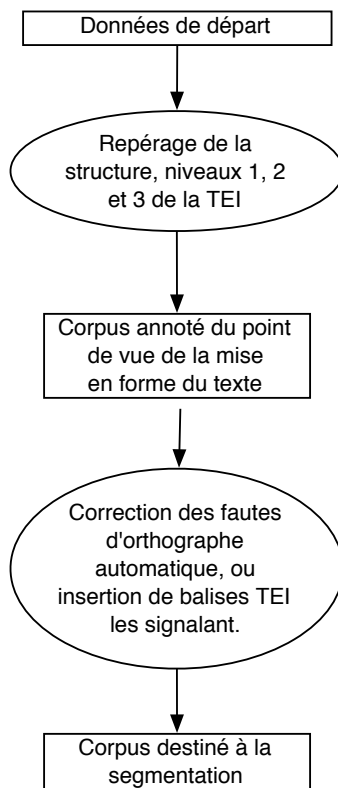 Données de départ
Repérage de la
structure, niveaux 1, 2
et 3 de la TEI
Corpus annoté du point
de vue de la mise
en forme du texte
Correction des fautes
d'orthographe
automatique, ou
insertion de balises TEI
les signalant.
Corpus destiné à la
segmentation